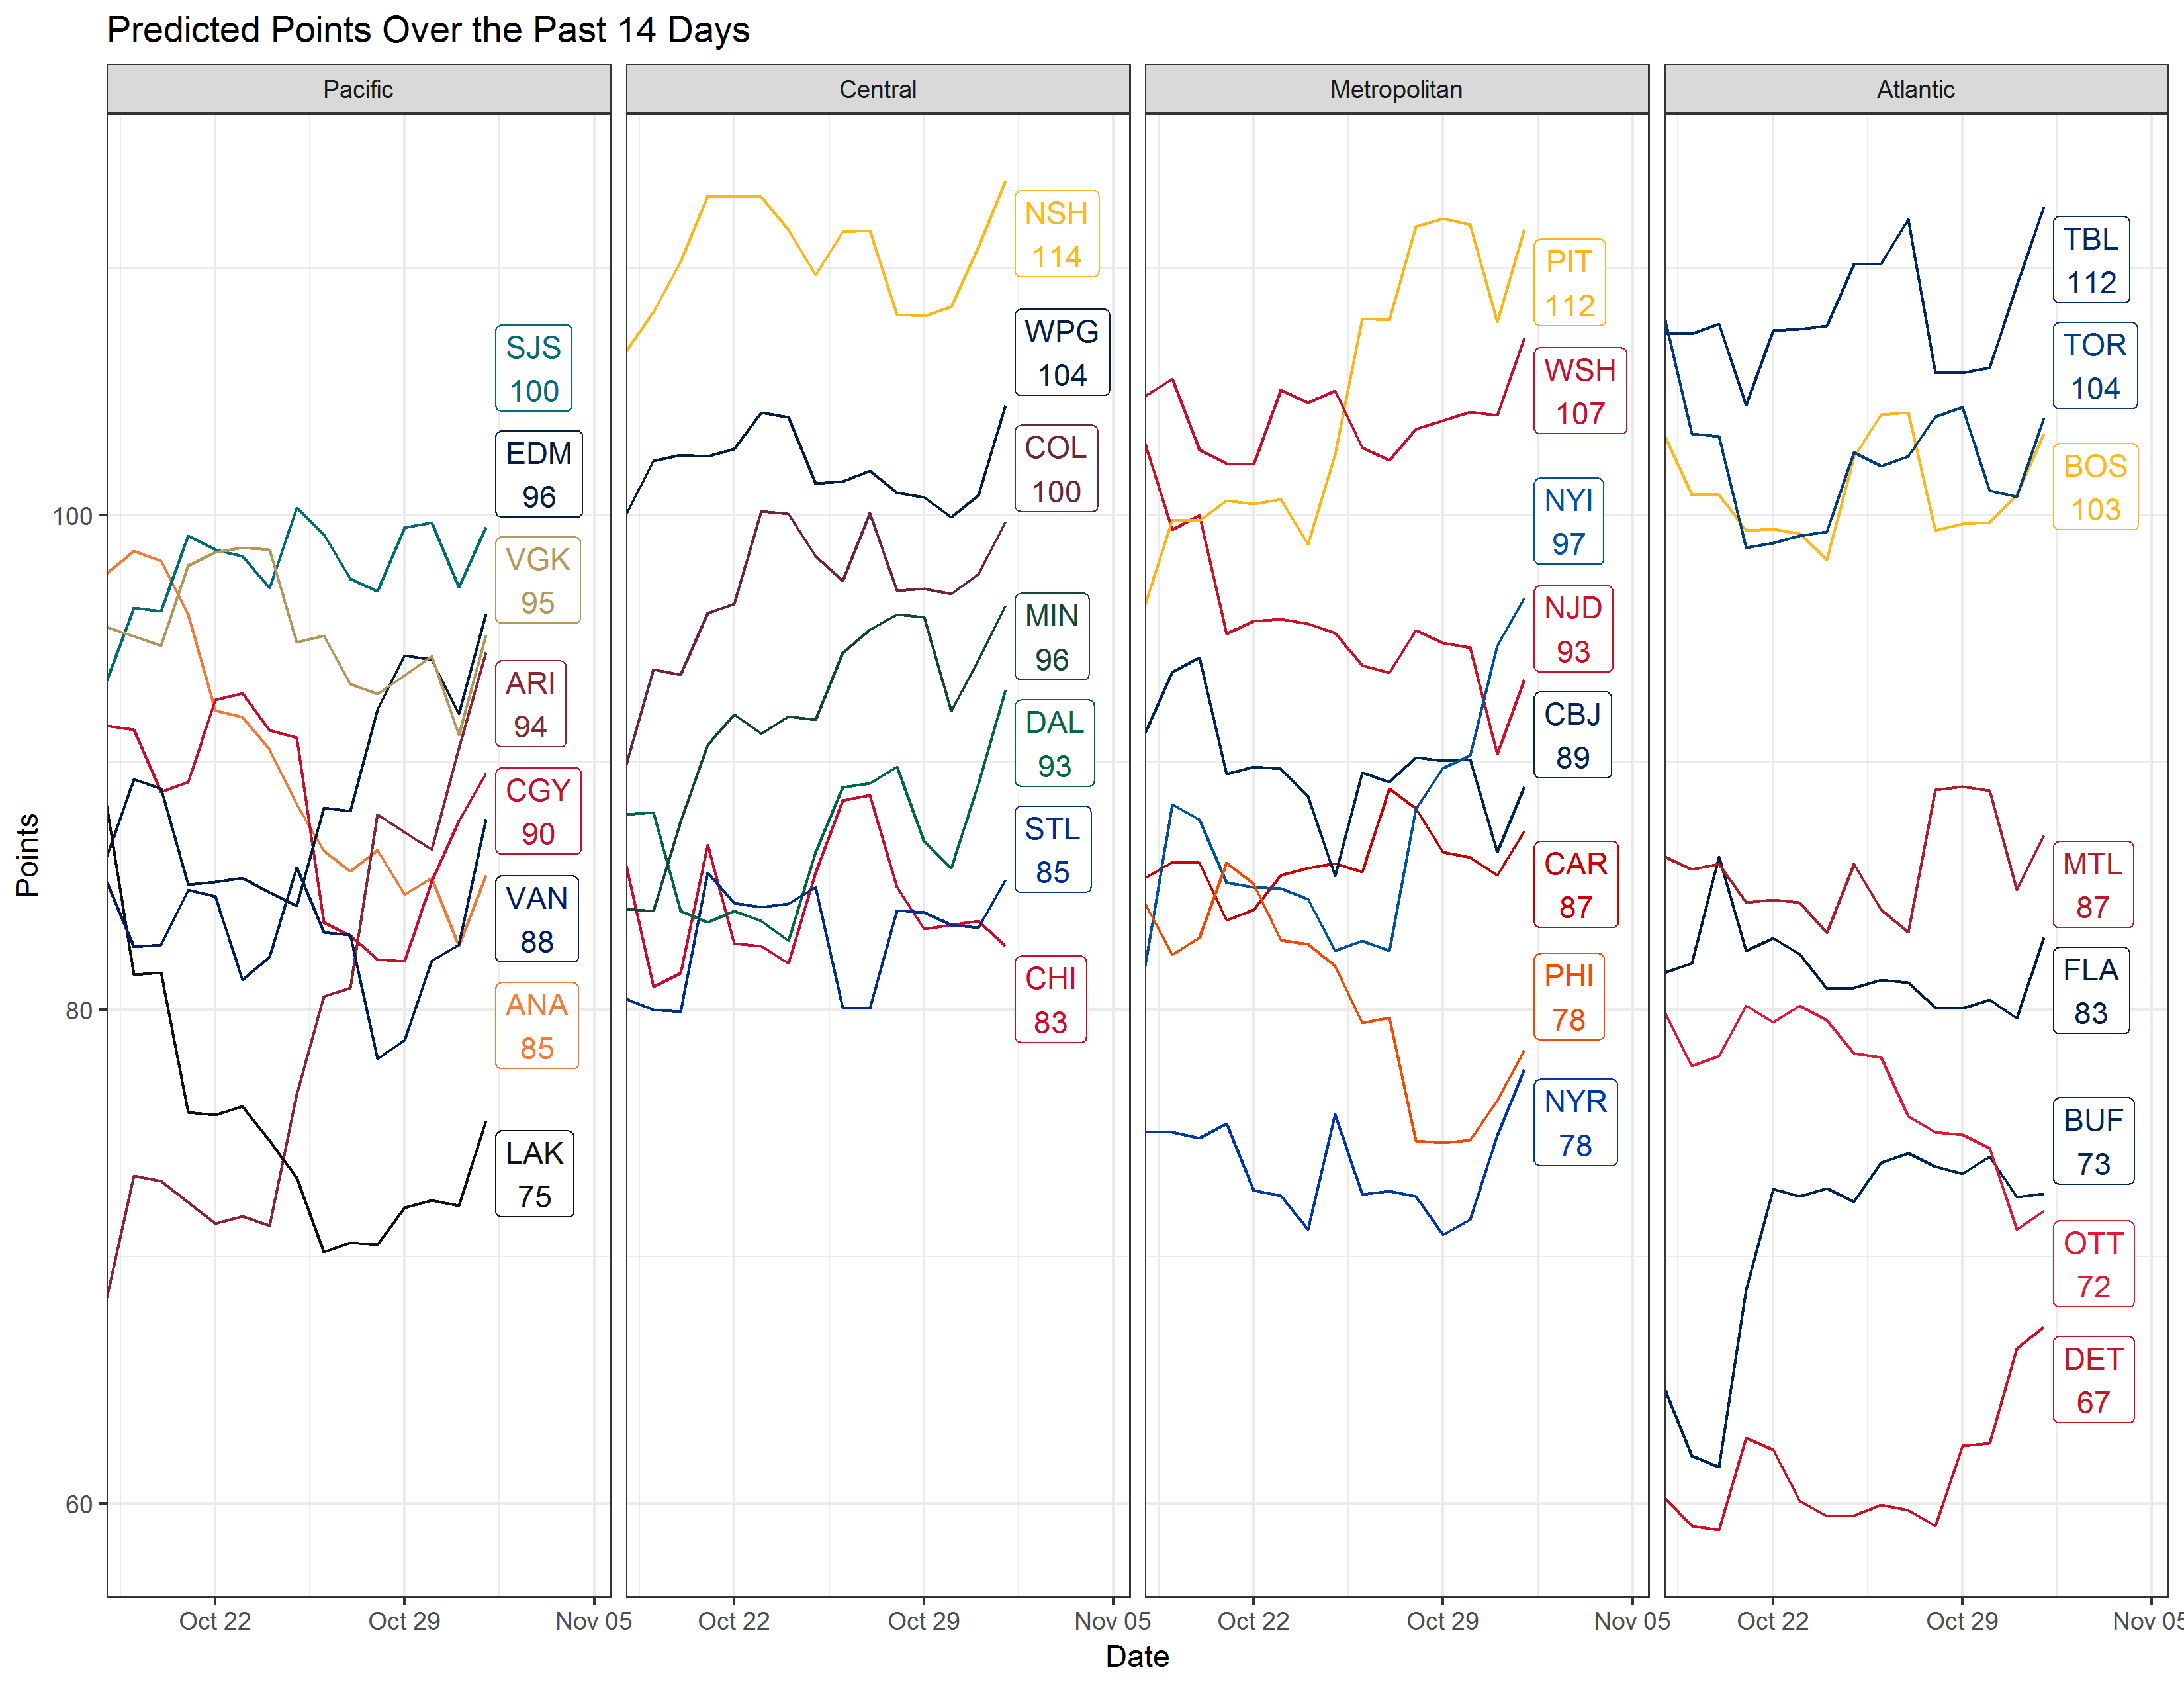 Predicted Points Over the Past 14 Days
Pacific
Central
Metropolitan
Atlantic
Points
100
80
60
SJS
100
EDM
96
VGK
95
ARI
94
CGY
90
VAN
88
ANA
85
LAK
75
NSH
114
WPG
104
COL
100
MIN
96
DAL
93
STL
85
CHI
83
PIT
112
WSH
107
NYI
97
NJD
93
CBJ
89
CAR
87
PHI
78
NYR
78
TBL
112
TOR
104
BOS
103
MTL
87
FLA
83
BUF
73
OTT
72
DET
67
Oct 22
Oct 29
Nov 05
Oct 22
Oct 29
Nov 05
Oct 22
Oct 29
Nov 05
Oct 22
Oct 29
Nov 05
Date